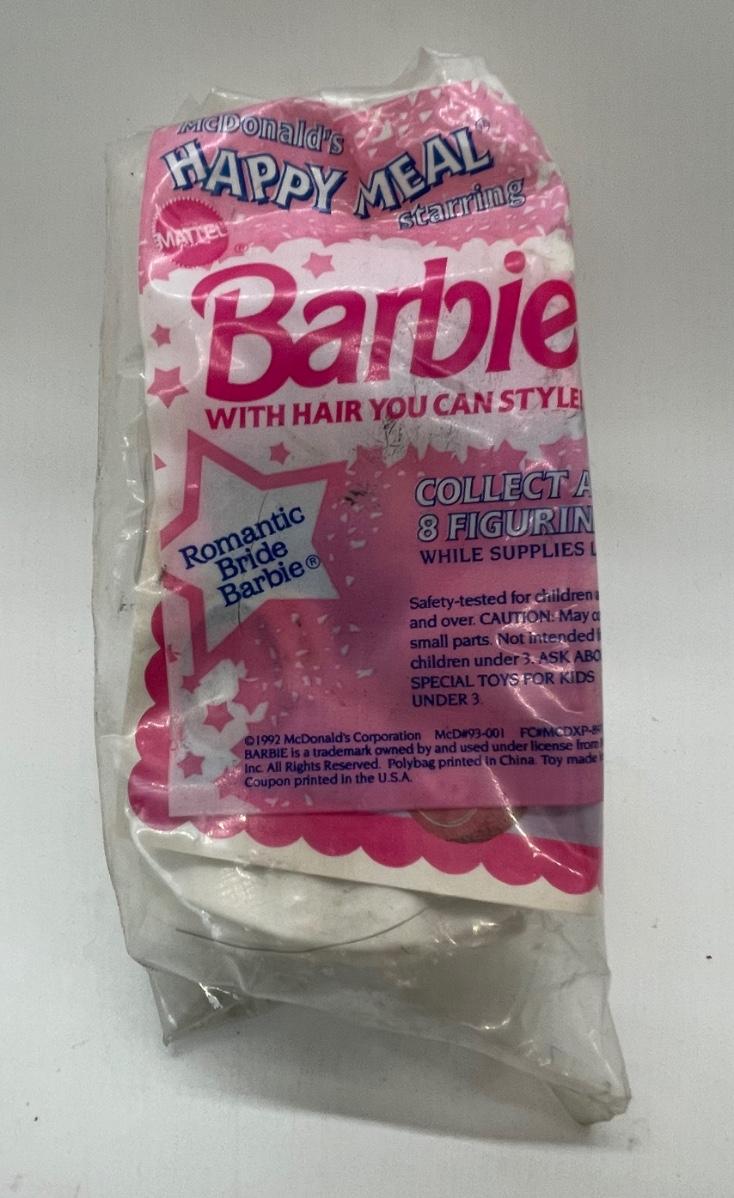 McDonald's
HAPPY MEAL®
starring
MATTEL
®
Barbie
WITH HAIR YOU CAN STYLE
Romantic
Bride
Barbie®
COLLECT A
8 FIGURIN
WHILE SUPPLIES L
Safety-tested for children a
and over. CAUTION: May co
small parts. Not intended f
children under 3. ASK ABO
SPECIAL TOYS FOR KIDS
UNDER 3.
©1992 McDonald's Corporation McD#93-001
BARBIE is a trademark owned by and used under license from
Inc. All Rights Reserved. Polybag printed in China. Toy made
Coupon printed in the U.S.A.